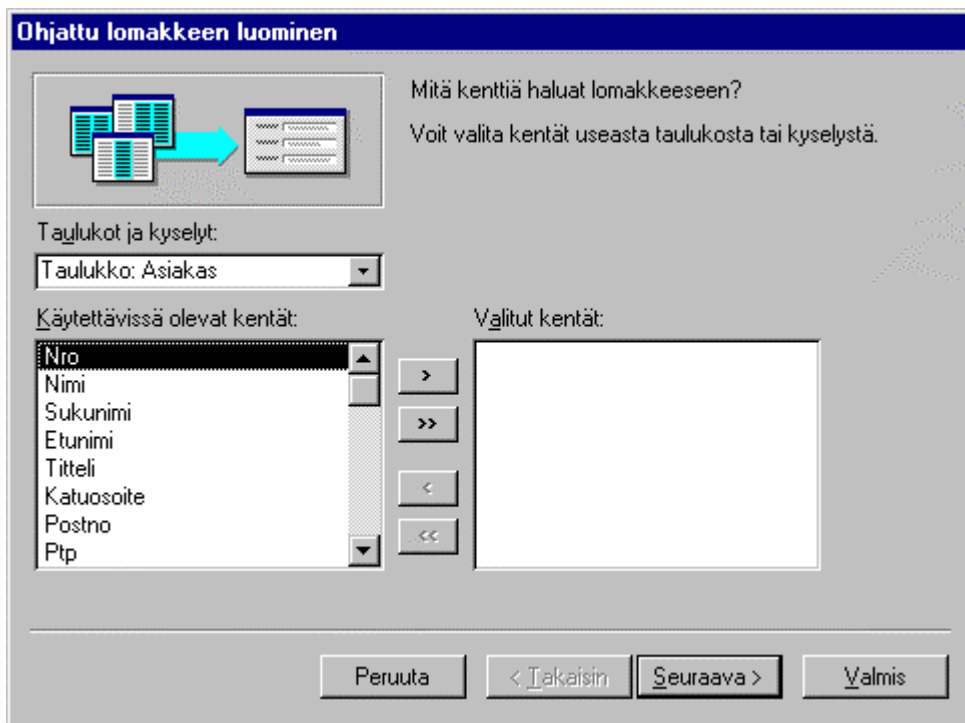 Ohjattu lomakkeen luominen
Mitä kenttiä haluat lomakkeeseen?
Voit valita kentät useasta taulukosta tai kyselystä.
Taulukot ja kyselyt:
Taulukko: Asiakas
Käytettävissä olevat kentät:
Valitut kentät:
Nro
Nimi
Sukunimi
Etunimi
Titteli
Katuosoite
Postno
Ptp
>
>>
<
<<
Peruuta
< Takaisin
Seuraava >
Valmis